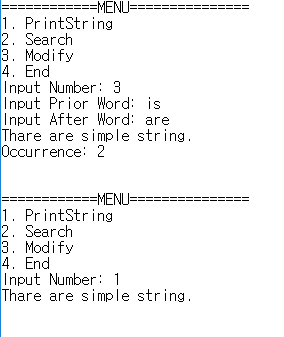 ============MENU===============
1. PrintString
2. Search
3. Modify
4. End
Input Number: 3
Input Prior Word: is
Input After Word: are
Thare are simple string.
Occurrence: 2
============MENU===============
1. PrintString
2. Search
3. Modify
4. End
Input Number: 1
Thare are simple string.